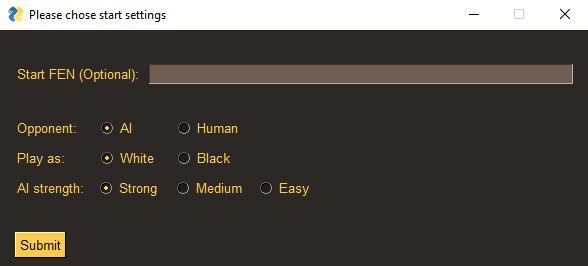 Please chose start settings
Start FEN (Optional):
Opponent: AI Human
Play as: White Black
AI strength: Strong Medium Easy
Submit